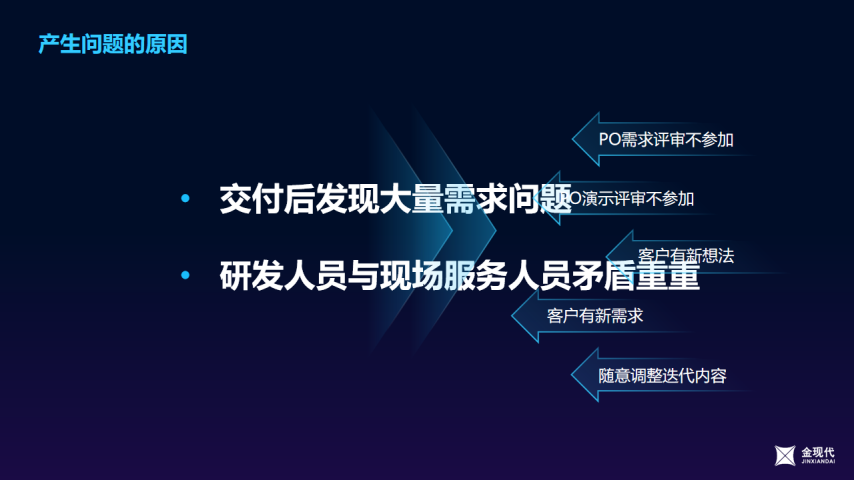 产生问题的原因
PO需求评审不参加
交付后发现大量需求问题
PO演示评审不参加
客户有新想法
研发人员与现场服务人员矛盾重重
客户有新需求
随意调整迭代内容
金现代
JINXIANDAI